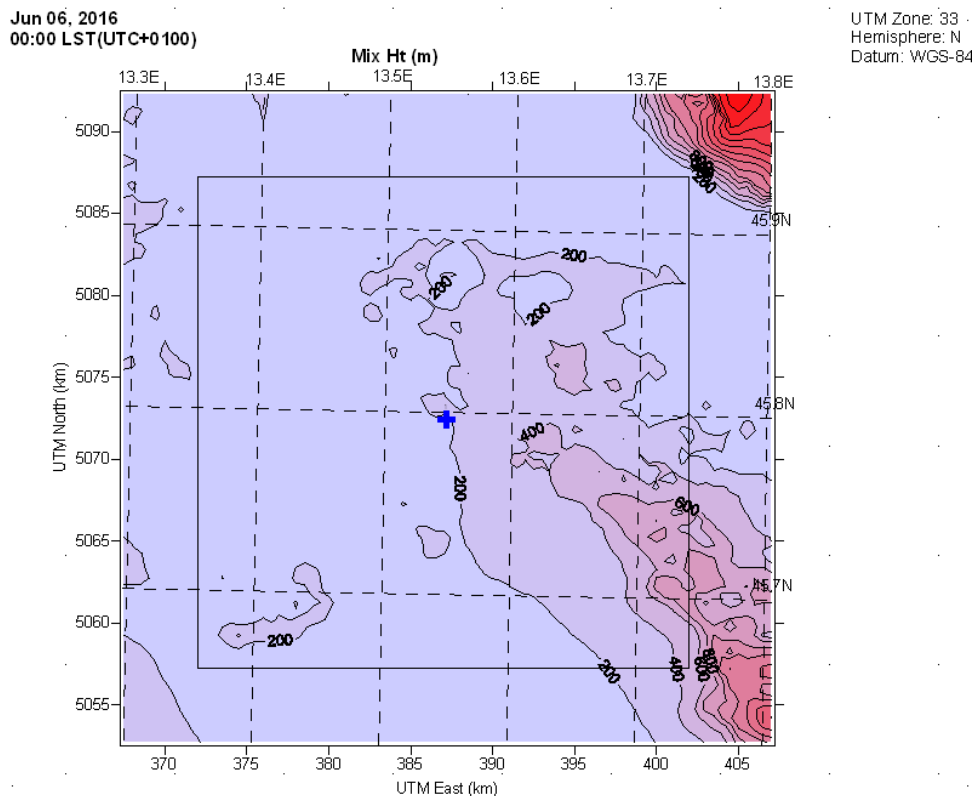 Jun 06, 2016
00:00 LST(UTC+0100)
UTM Zone: 33
Hemisphere: N
Datum: WGS-84
Mix Ht (m)
13.3E 13.4E 13.5E 13.6E 13.7E 13.8E
5090
5085
5080
5075
5070
5065
5060
5055
UTM North (km)
45.9N
45.8N
45.7N
200
200
200
200
400
200
600
200
200
200
400
600
800
370 375 380 385 390 395 400 405
UTM East (km)